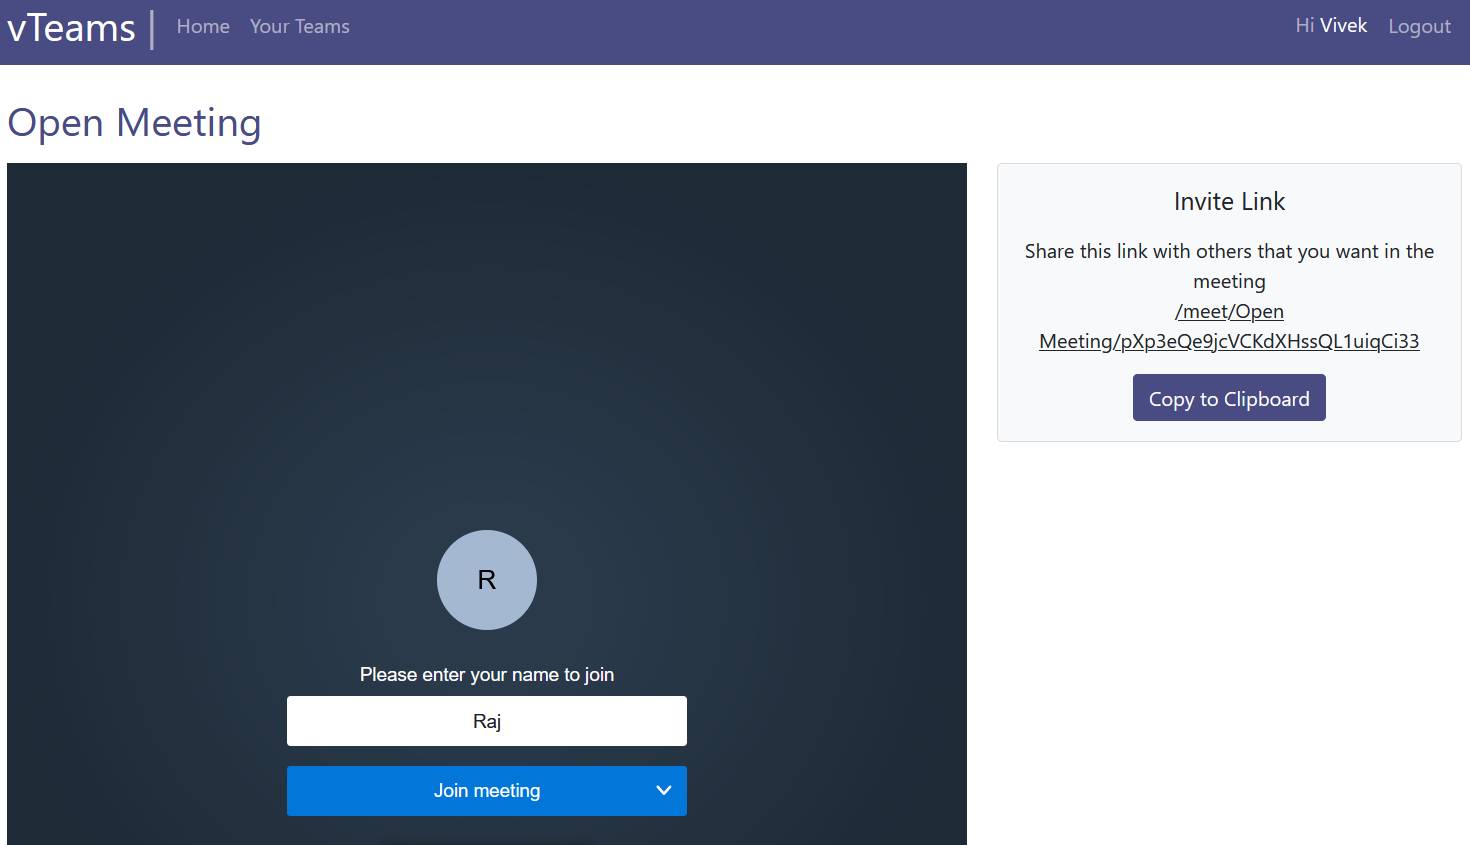 vTeams | Home Your Teams Hi Vivek Logout
Open Meeting
Invite Link
Share this link with others that you want in the
meeting
/meet/Open
Meeting/pXp3eQe9jcVCKdXHssQL1uiqCi33
Copy to Clipboard
R
Please enter your name to join
Raj
Join meeting